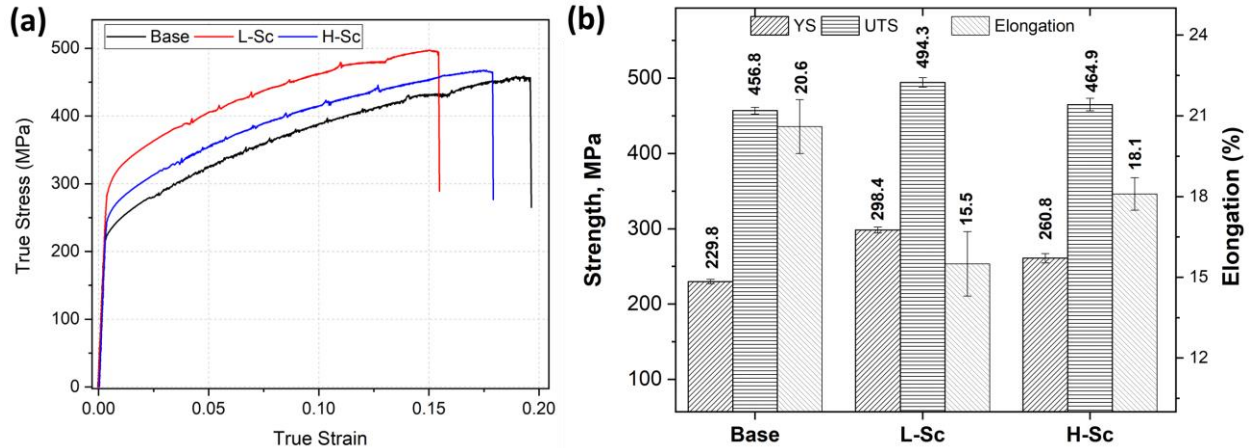 (a)
Base
L-Sc
H-Sc
True Stress (MPa)
500
400
300
200
100
0
0.00
0.05
0.10
0.15
0.20
True Strain
(b)
YS
UTS
Elongation
Strength, MPa
500
400
300
200
100
229.8
456.8
20.6
298.4
494.3
15.5
260.8
464.9
18.1
24
21
18
15
12
Elongation (%)
Base
L-Sc
H-Sc